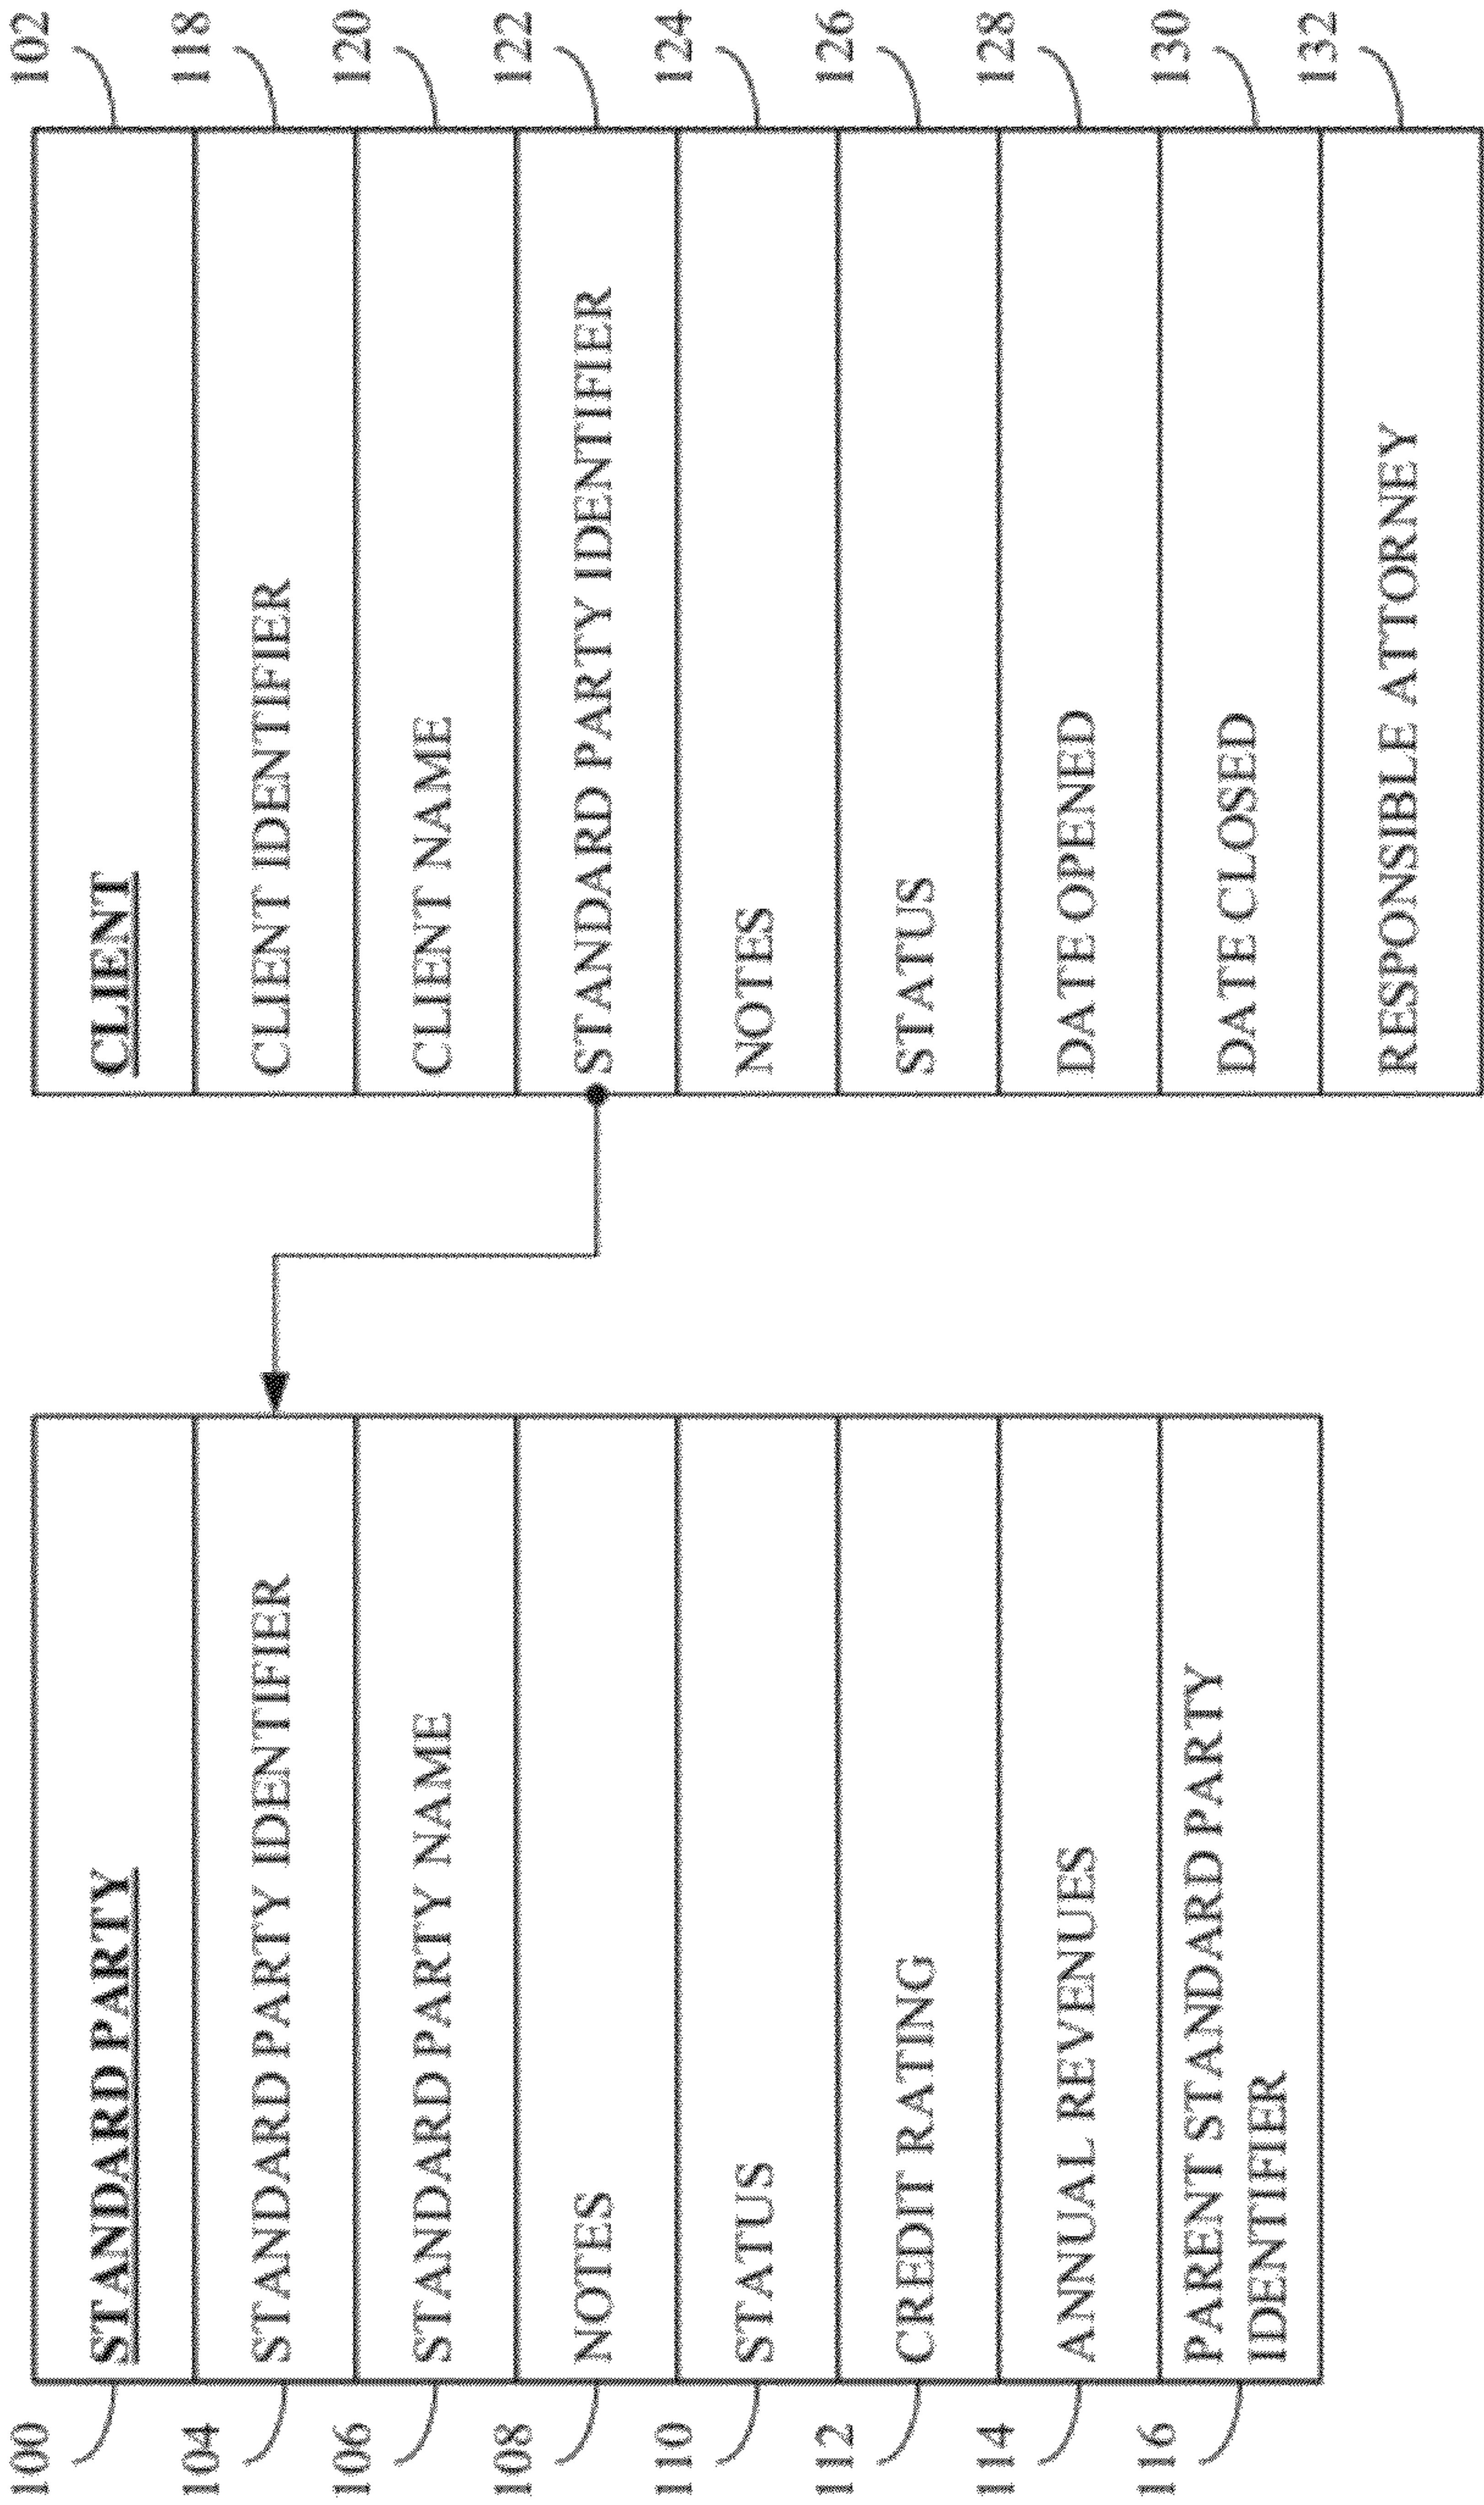 100
STANDARD PARTY
104
STANDARD PARTY IDENTIFIER
106
STANDARD PARTY NAME
108
NOTES
110
STATUS
112
CREDIT RATING
114
ANNUAL REVENUES
116
PARENT STANDARD PARTY
IDENTIFIER
CLIENT
102
CLIENT IDENTIFIER
118
CLIENT NAME
120
STANDARD PARTY IDENTIFIER
122
NOTES
124
STATUS
126
DATE OPENED
128
DATE CLOSED
130
RESPONSIBLE ATTORNEY
132